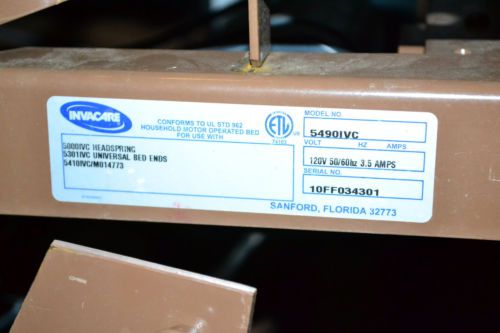 INVACARE
CONFORMS TO UL STD 962
HOUSEHOLD MOTOR OPERATED BED
FOR USE WITH
ETL
US
MODEL NO.
5490IVC
VOLT HZ AMPS
120V 50/60hz 3.5 AMPS
SERIAL NO.
10FF034301
5000IVC HEADSPRING
5301IVC UNIVERSAL BED ENDS
5410IVC/M014773
SANFORD, FLORIDA 32773